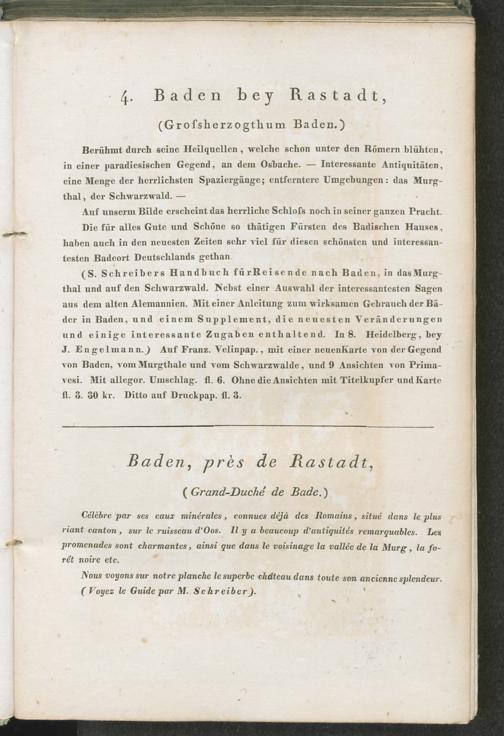 4. Baden bey Rastadt,
(Grofsherzogthum Baden.)
Berühmt durch seine Heilquellen, welche schon unter den Römern blühten,
in einer paradiesischen Gegend, an dem Osbache. — Interessante Antiquitäten,
eine Menge der herrlichsten Spaziergänge; entferntere Umgebungen: das Murg-
thal, der Schwarzwald. —
Auf unserm Bilde erscheint das herrliche Schlofs noch in seiner ganzen Pracht.
Die für alles Gute und Schöne so thätigen Fürsten des Badischen Hauses,
haben auch in den neuesten Zeiten sehr viel für diesen schönsten und interessan-
testen Badeort Deutschlands gethan
(S. Schreibers Handbuch fürReisende nach Baden, in das Murg-
thal und auf den Schwarzwald. Nebst einer Auswahl der interessantesten Sagen
aus dem alten Alemannien. Mit einer Anleitung zum wirksamen Gebrauch der Bä-
der in Baden, und einem Supplement, die neuesten Veränderungen
und einige interessante Zugaben enthaltend. In 8. Heidelberg, bey
J. Engelmann.) Auf Franz. Velinpap., mit einer neuenKarte von der Gegend
von Baden, vom Murgthale und vom Schwarzwalde, und 9 Ansichten von Prima-
vesi. Mit allegor. Umschlag. fl. 6. Ohne die Ansichten mit Titelkupfer und Karte
fl. 3. 30 kr. Ditto auf Druckpap. fl. 3.
Baden, près de Rastadt,
(Grand-Duché de Bade.)
Célèbre par ses eaux minérales, connues déjà des Romains, situé dans le plus
riant canton, sur le ruisseau d'Oos. Il y a beaucoup d'antiquités remarquables. Les
promenades sont charmantes, ainsi que dans le voisinage la vallée de la Murg, la fo-
rêt noire etc.
Nous voyons sur notre planche le superbe château dans toute son ancienne splendeur.
(Voyez le Guide par M. Schreiber).